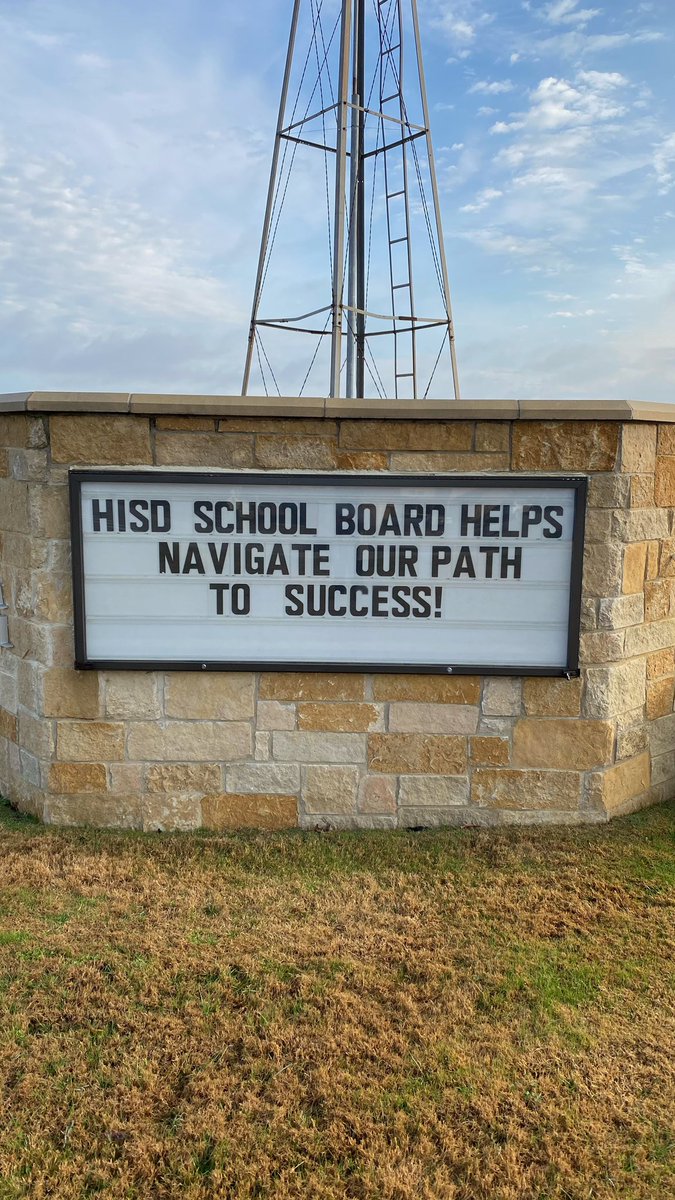 HISD SCHOOL BOARD HELPS
NAVIGATE OUR PATH
TO SUCCESS!